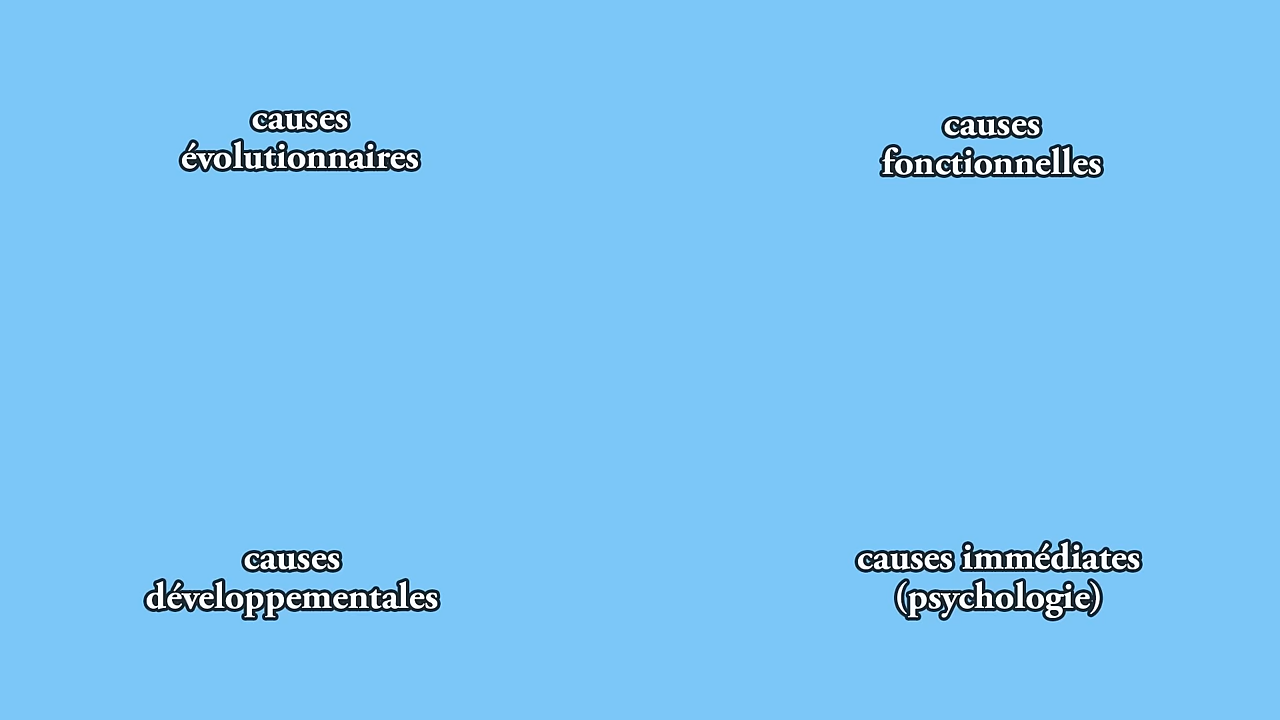 causes
évolutionnaires
causes
fonctionnelles
causes
développementales
causes immédiates
(psychologie)